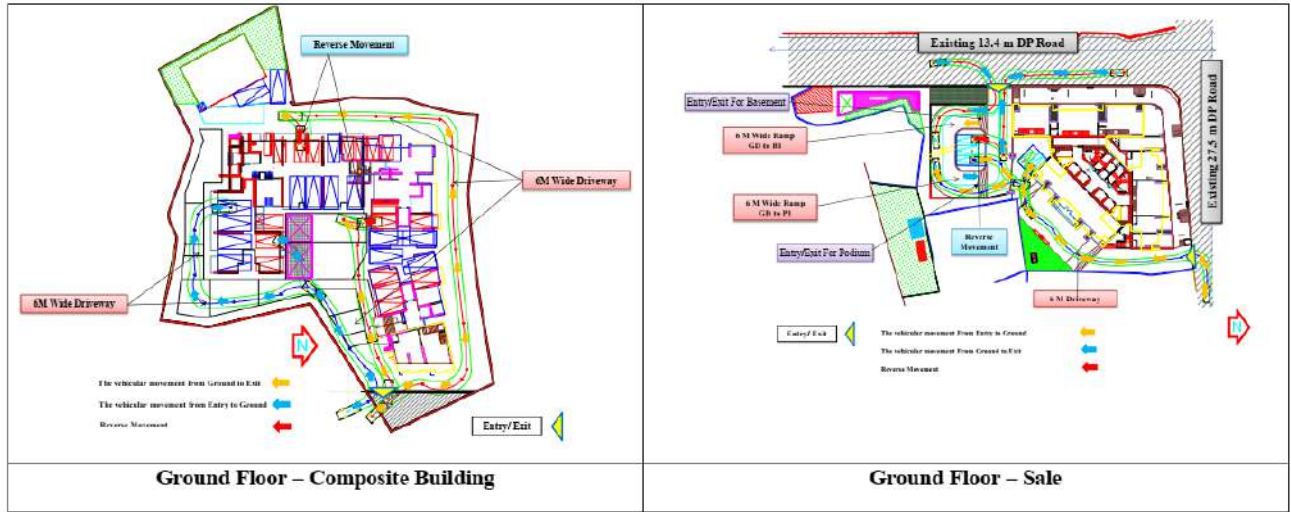 Reverse Movement
6M Wide Driveway
6M Wide Driveway
N
The vehicular movement from Ground to Exit
The vehicular movement from Entry to Ground
Reverse Movement
Entry/ Exit
Ground Floor – Composite Building
Existing 13.4 m DP Road
Existing 27.5 m DP Road
Entry/Exit For Basement
6 M Wide Ramp
GD to B1
6 M Wide Ramp
GD to P1
Entry/Exit For Podium
Reverse
Movement
6 M Driveway
N
Entry/ Exit
The vehicular movement From Entry to Ground
The vehicular movement From Ground to Exit
Reverse Movement
Ground Floor – Sale